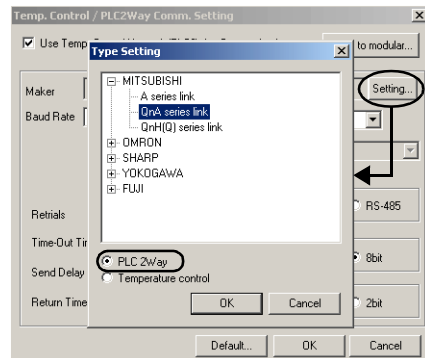 Temp. Control / PLC2Way Comm. Setting
Use Temp
to modular...
Type Setting
MITSUBISHI
A series link
QnA series link
QnH(Q) series link
OMRON
SHARP
YOKOGAWA
FUJI
Maker
Setting...
Baud Rate
Retrials
RS-485
Time-Out Tir
8bit
PLC 2Way
Temperature control
Send Delay
Return Time
OK
Cancel
2bit
Default...
OK
Cancel